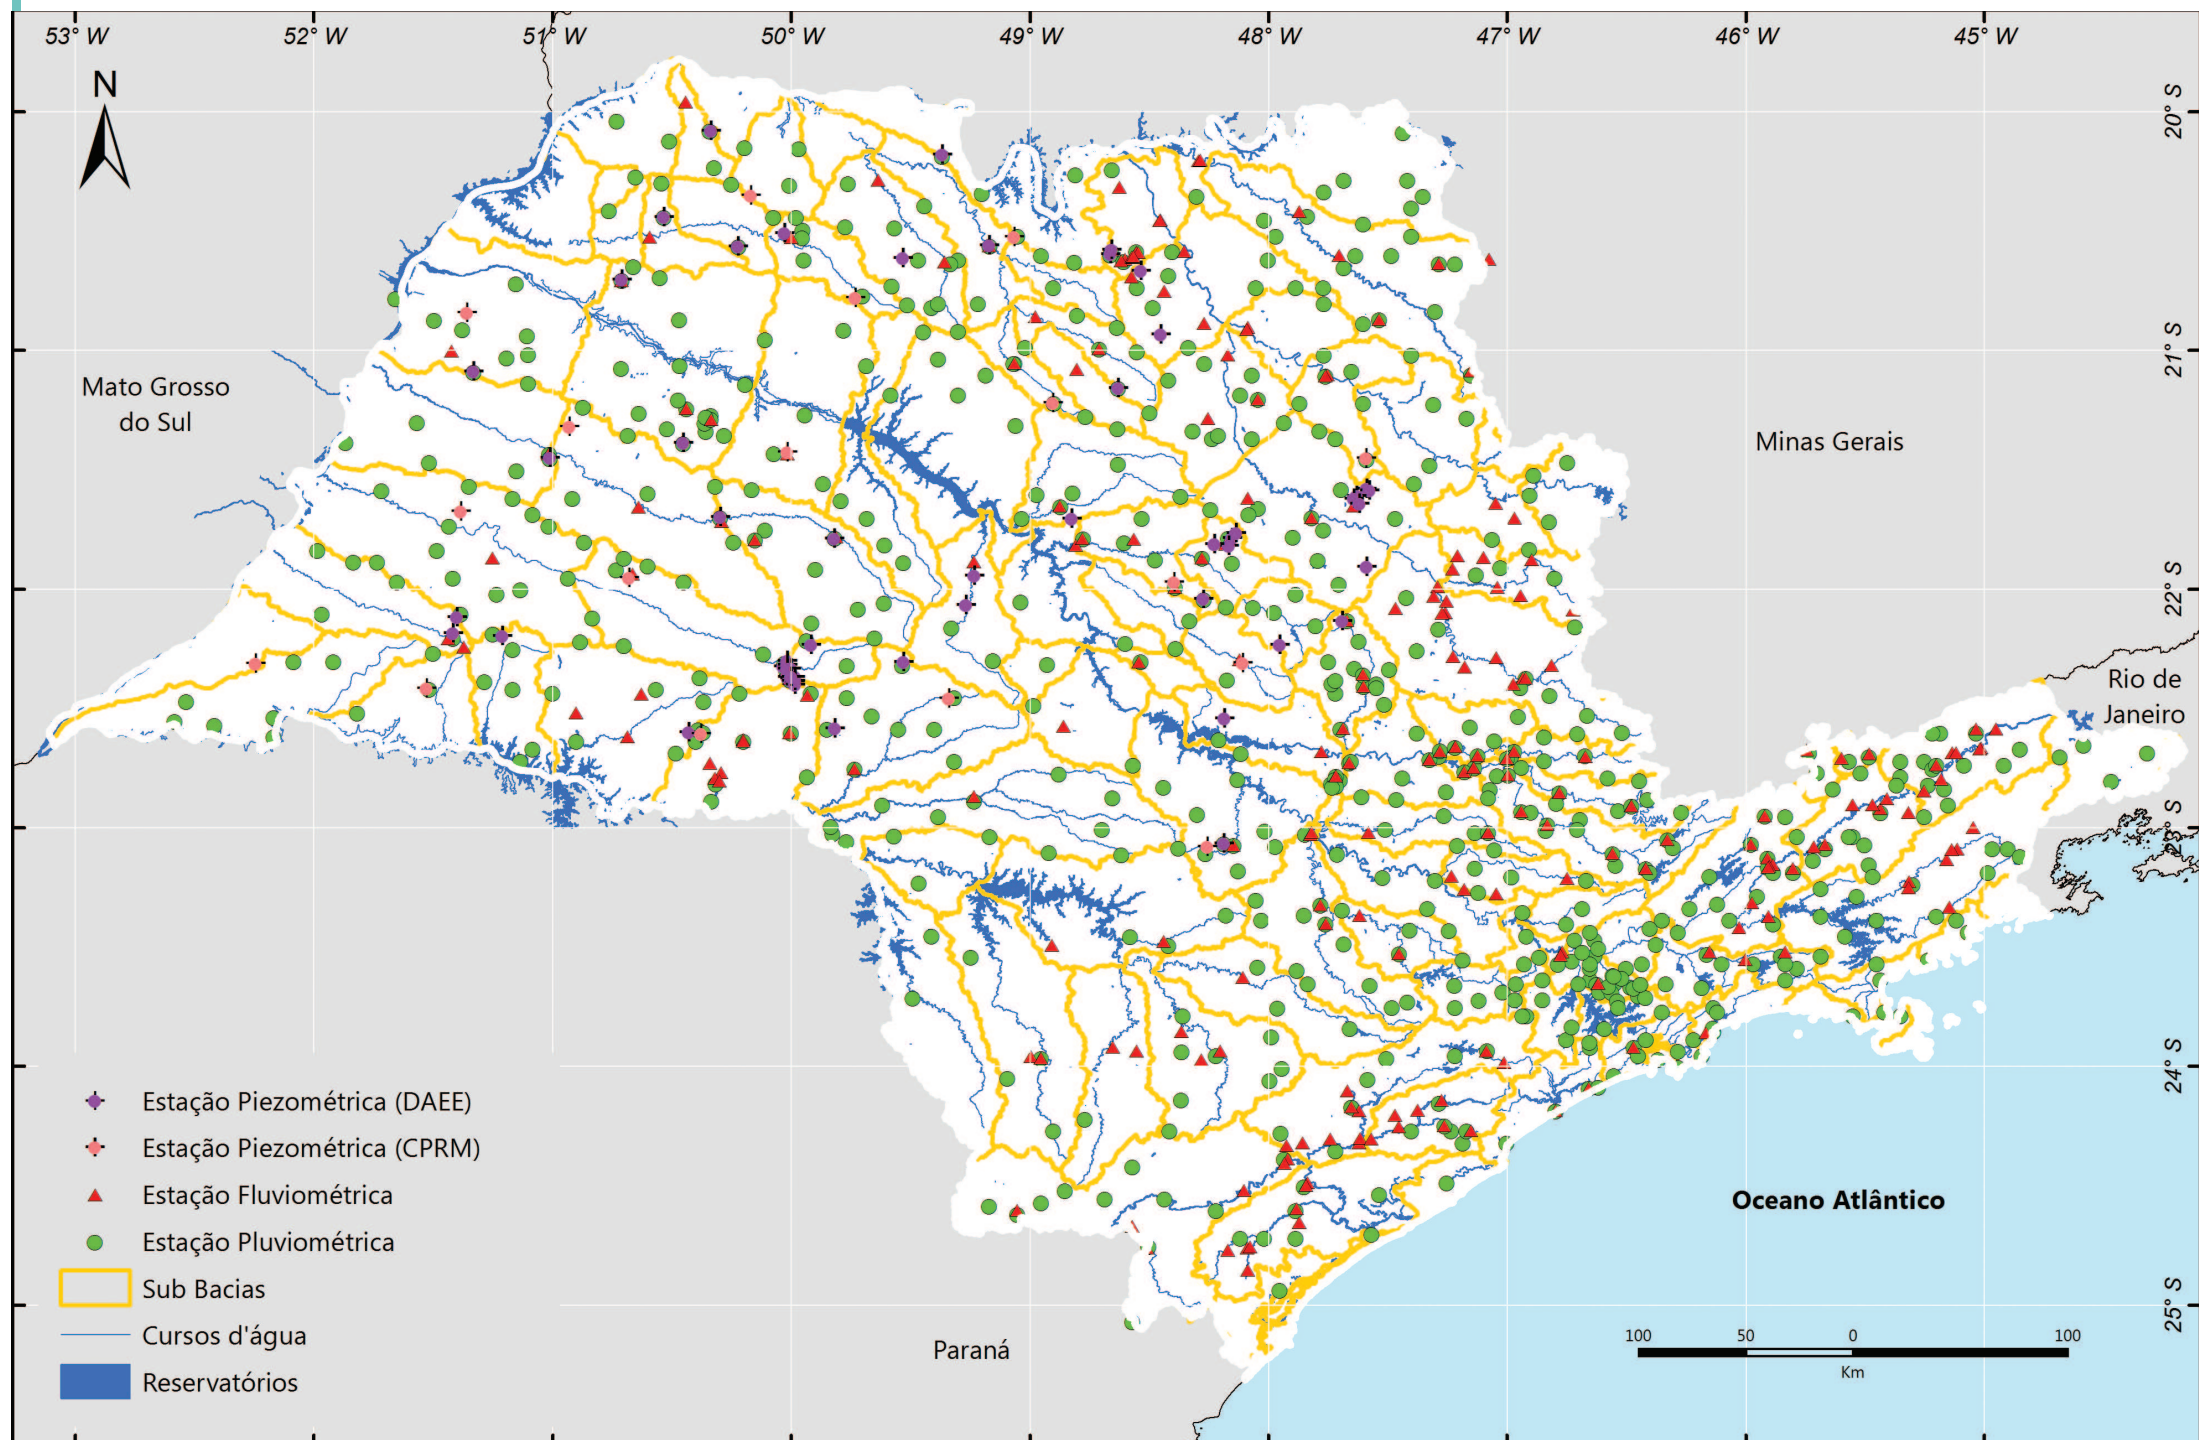 53° W
52° W
51° W
50° W
49° W
48° W
47° W
46° W
45° W
N
20° S
21° S
Mato Grosso
do Sul
Minas Gerais
22° S
Rio de
Janeiro
23° S
24° S
Estação Piezométrica (DAEE)
Estação Piezométrica (CPRM)
Estação Fluviométrica
Estação Pluviométrica
Sub Bacias
Cursos d'água
Reservatórios
Oceano Atlântico
25° S
Paraná
100 50 0 100
Km